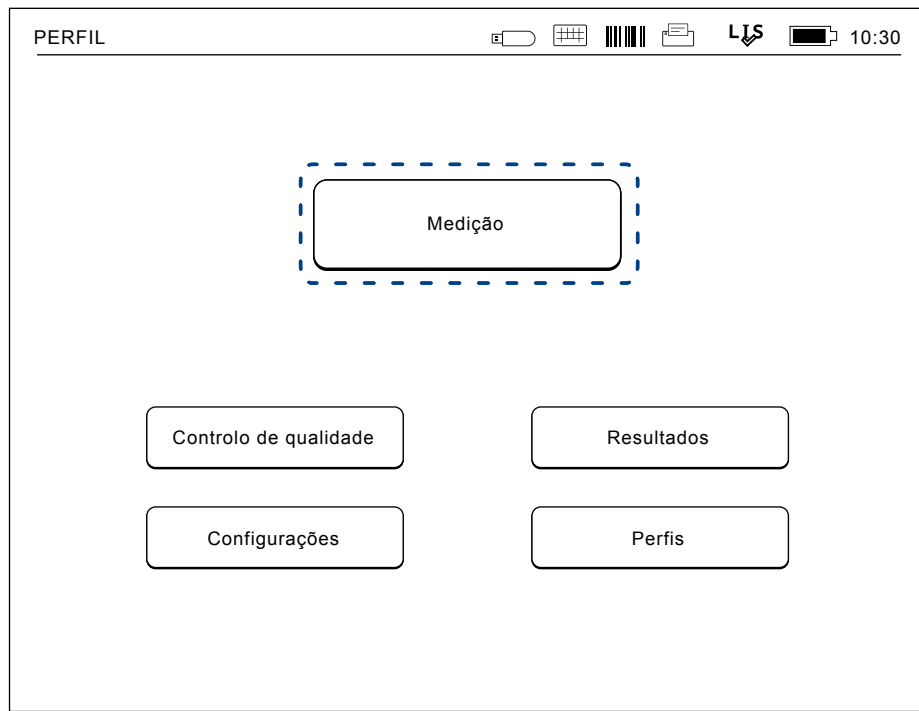 PERFIL LIS 10:30
Medição
Controlo de qualidade Resultados
Configurações Perfis